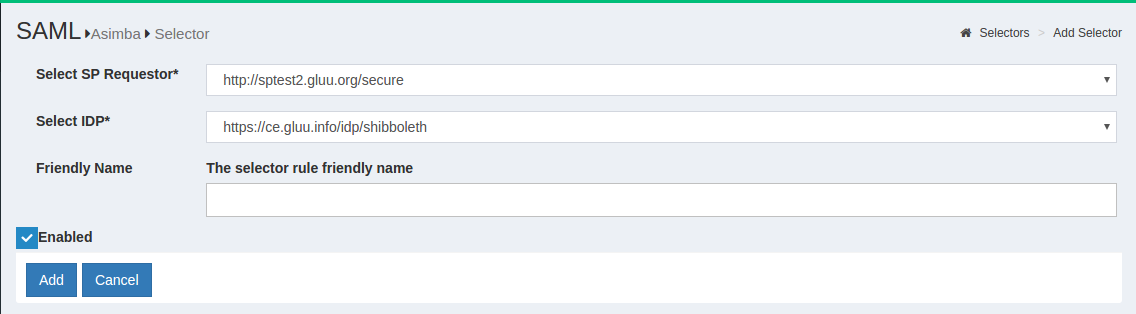 SAML Asimba Selector
Selectors > Add Selector
Select SP Requestor*
http://sptest2.gluu.org/secure
Select IDP*
https://ce.gluu.info/idp/shibboleth
Friendly Name
The selector rule friendly name
Enabled
Add Cancel